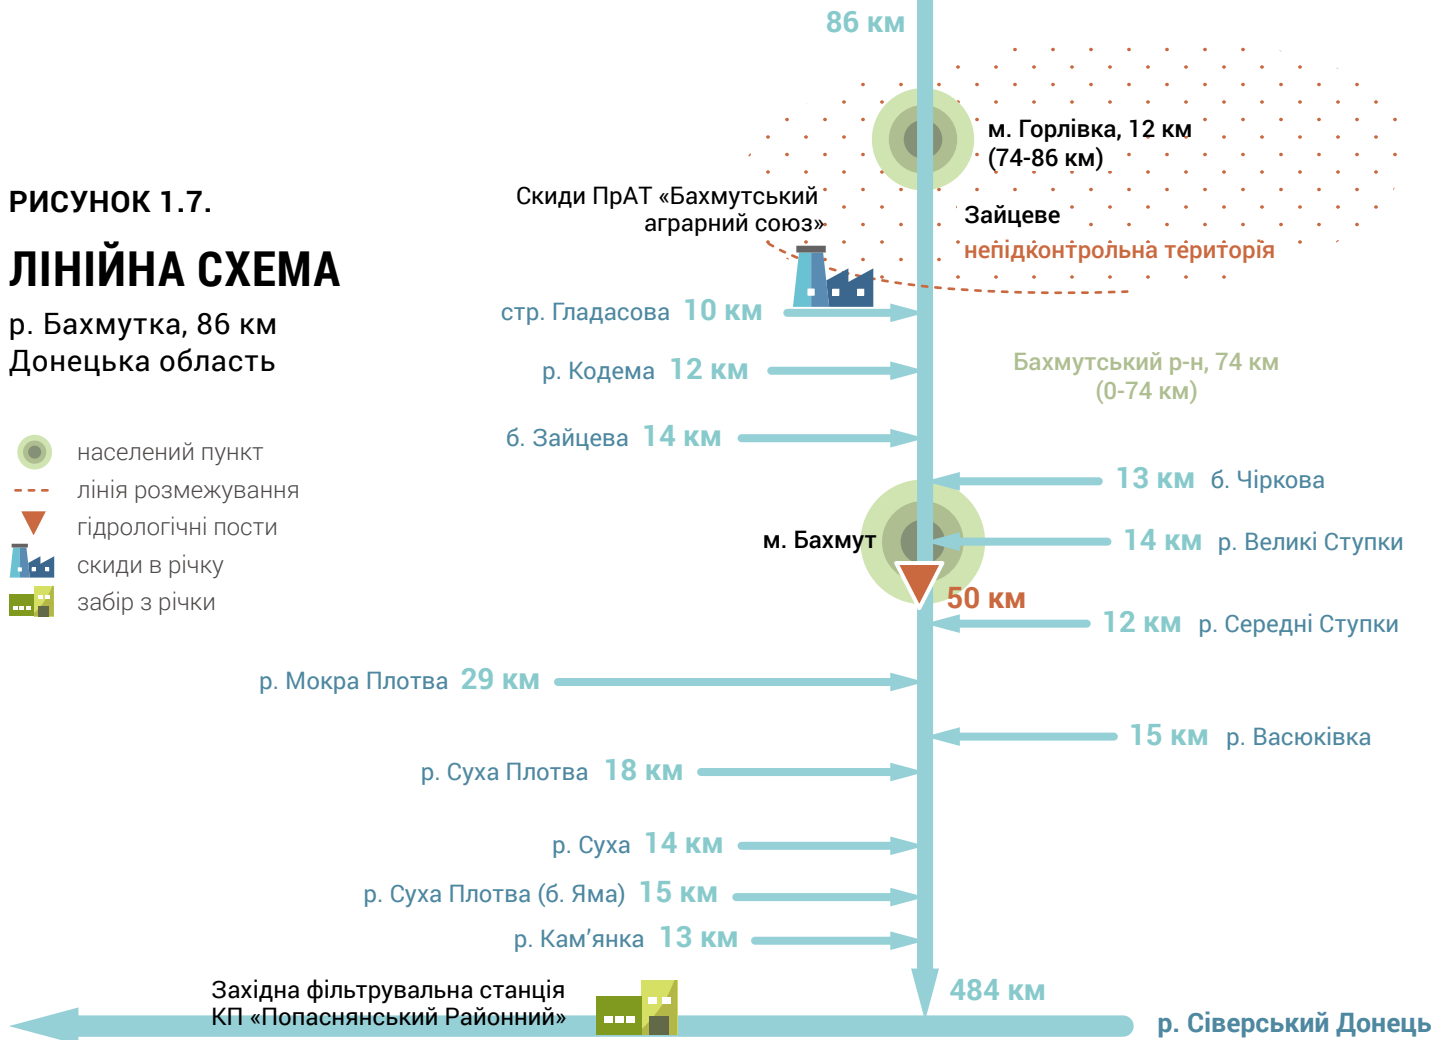 86 км
м. Горлівка, 12 км
(74-86 км)
РИСУНОК 1.7.
Скиди ПрАТ «Бахмутський
аграрний союз»
Зайцеве
непідконтрольна територія
ЛІНІЙНА СХЕМА
р. Бахмутка, 86 км
Донецька область
стр. Гладасова 10 км
р. Кодема 12 км
Бахмутський р-н, 74 км
(0-74 км)
б. Зайцева 14 км
населений пункт
лінія розмежування
гідрологічні пости
скиди в річку
забір з річки
13 км б. Чіркова
м. Бахмут
14 км р. Великі Ступки
50 км
12 км р. Середні Ступки
р. Мокра Плотва 29 км
15 км р. Васюківка
р. Суха Плотва 18 км
р. Суха 14 км
р. Суха Плотва (б. Яма) 15 км
р. Кам’янка 13 км
484 км
Західна фільтрувальна станція
КП «Попаснянський Районний»
р. Сіверський Донець